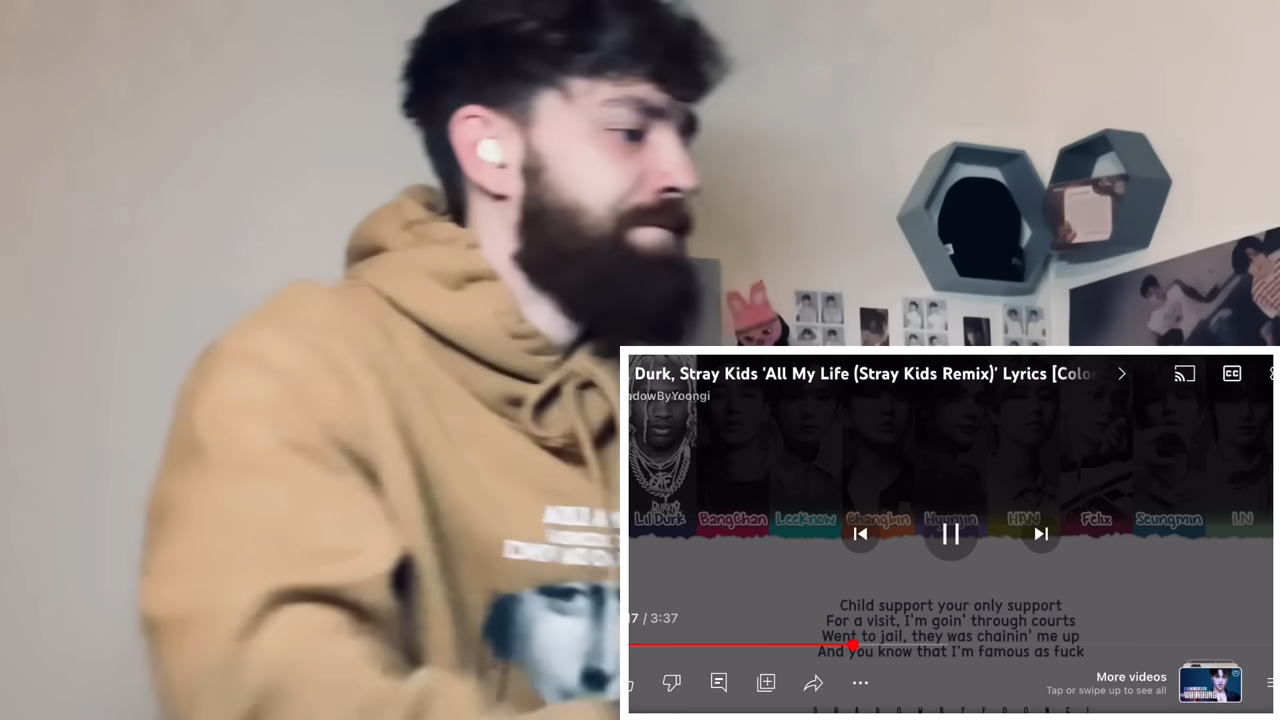 Durk, Stray Kids 'All My Life (Stray Kids Remix)' Lyrics [Colo
adowByYoongi
Lil Durk BangChan LeeKnow Changbin Hyunjin HAN Felix Seungmin I.N
Child support your only support
For a visit, I'm goin' through courts
Went to jail, they was chainin' me up
And you know that I'm famous as fuck
17 / 3:37
More videos
Tap or swipe up to see all
SHADOWBYYOONGI